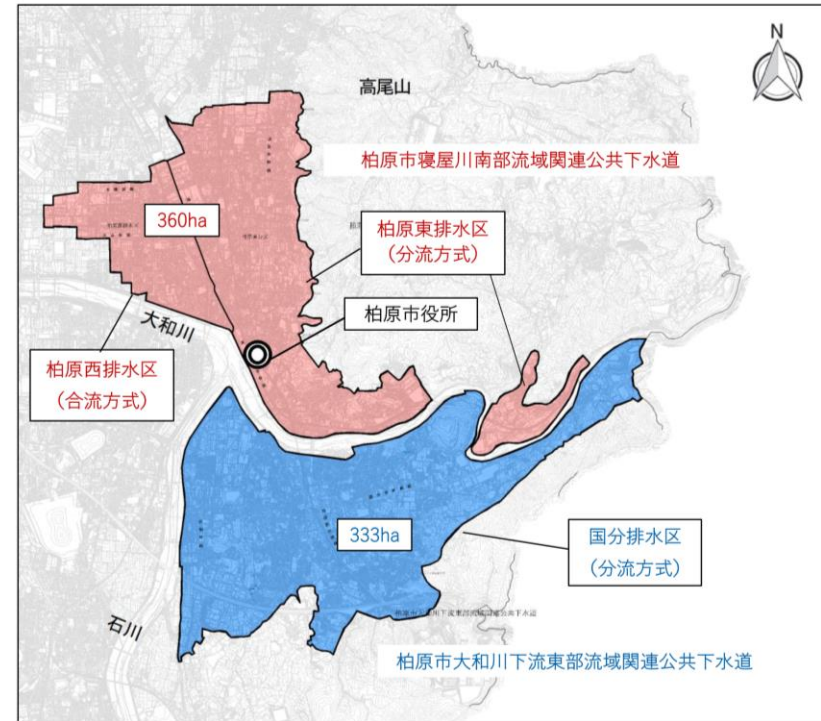 N
高尾山
柏原市寝屋川南部流域関連公共下水道
360ha
柏原東排水区
(分流方式)
柏原市役所
大和川
柏原西排水区
(合流方式)
333ha
国分排水区
(分流方式)
石川
柏原市大和川下流東部流域関連公共下水道